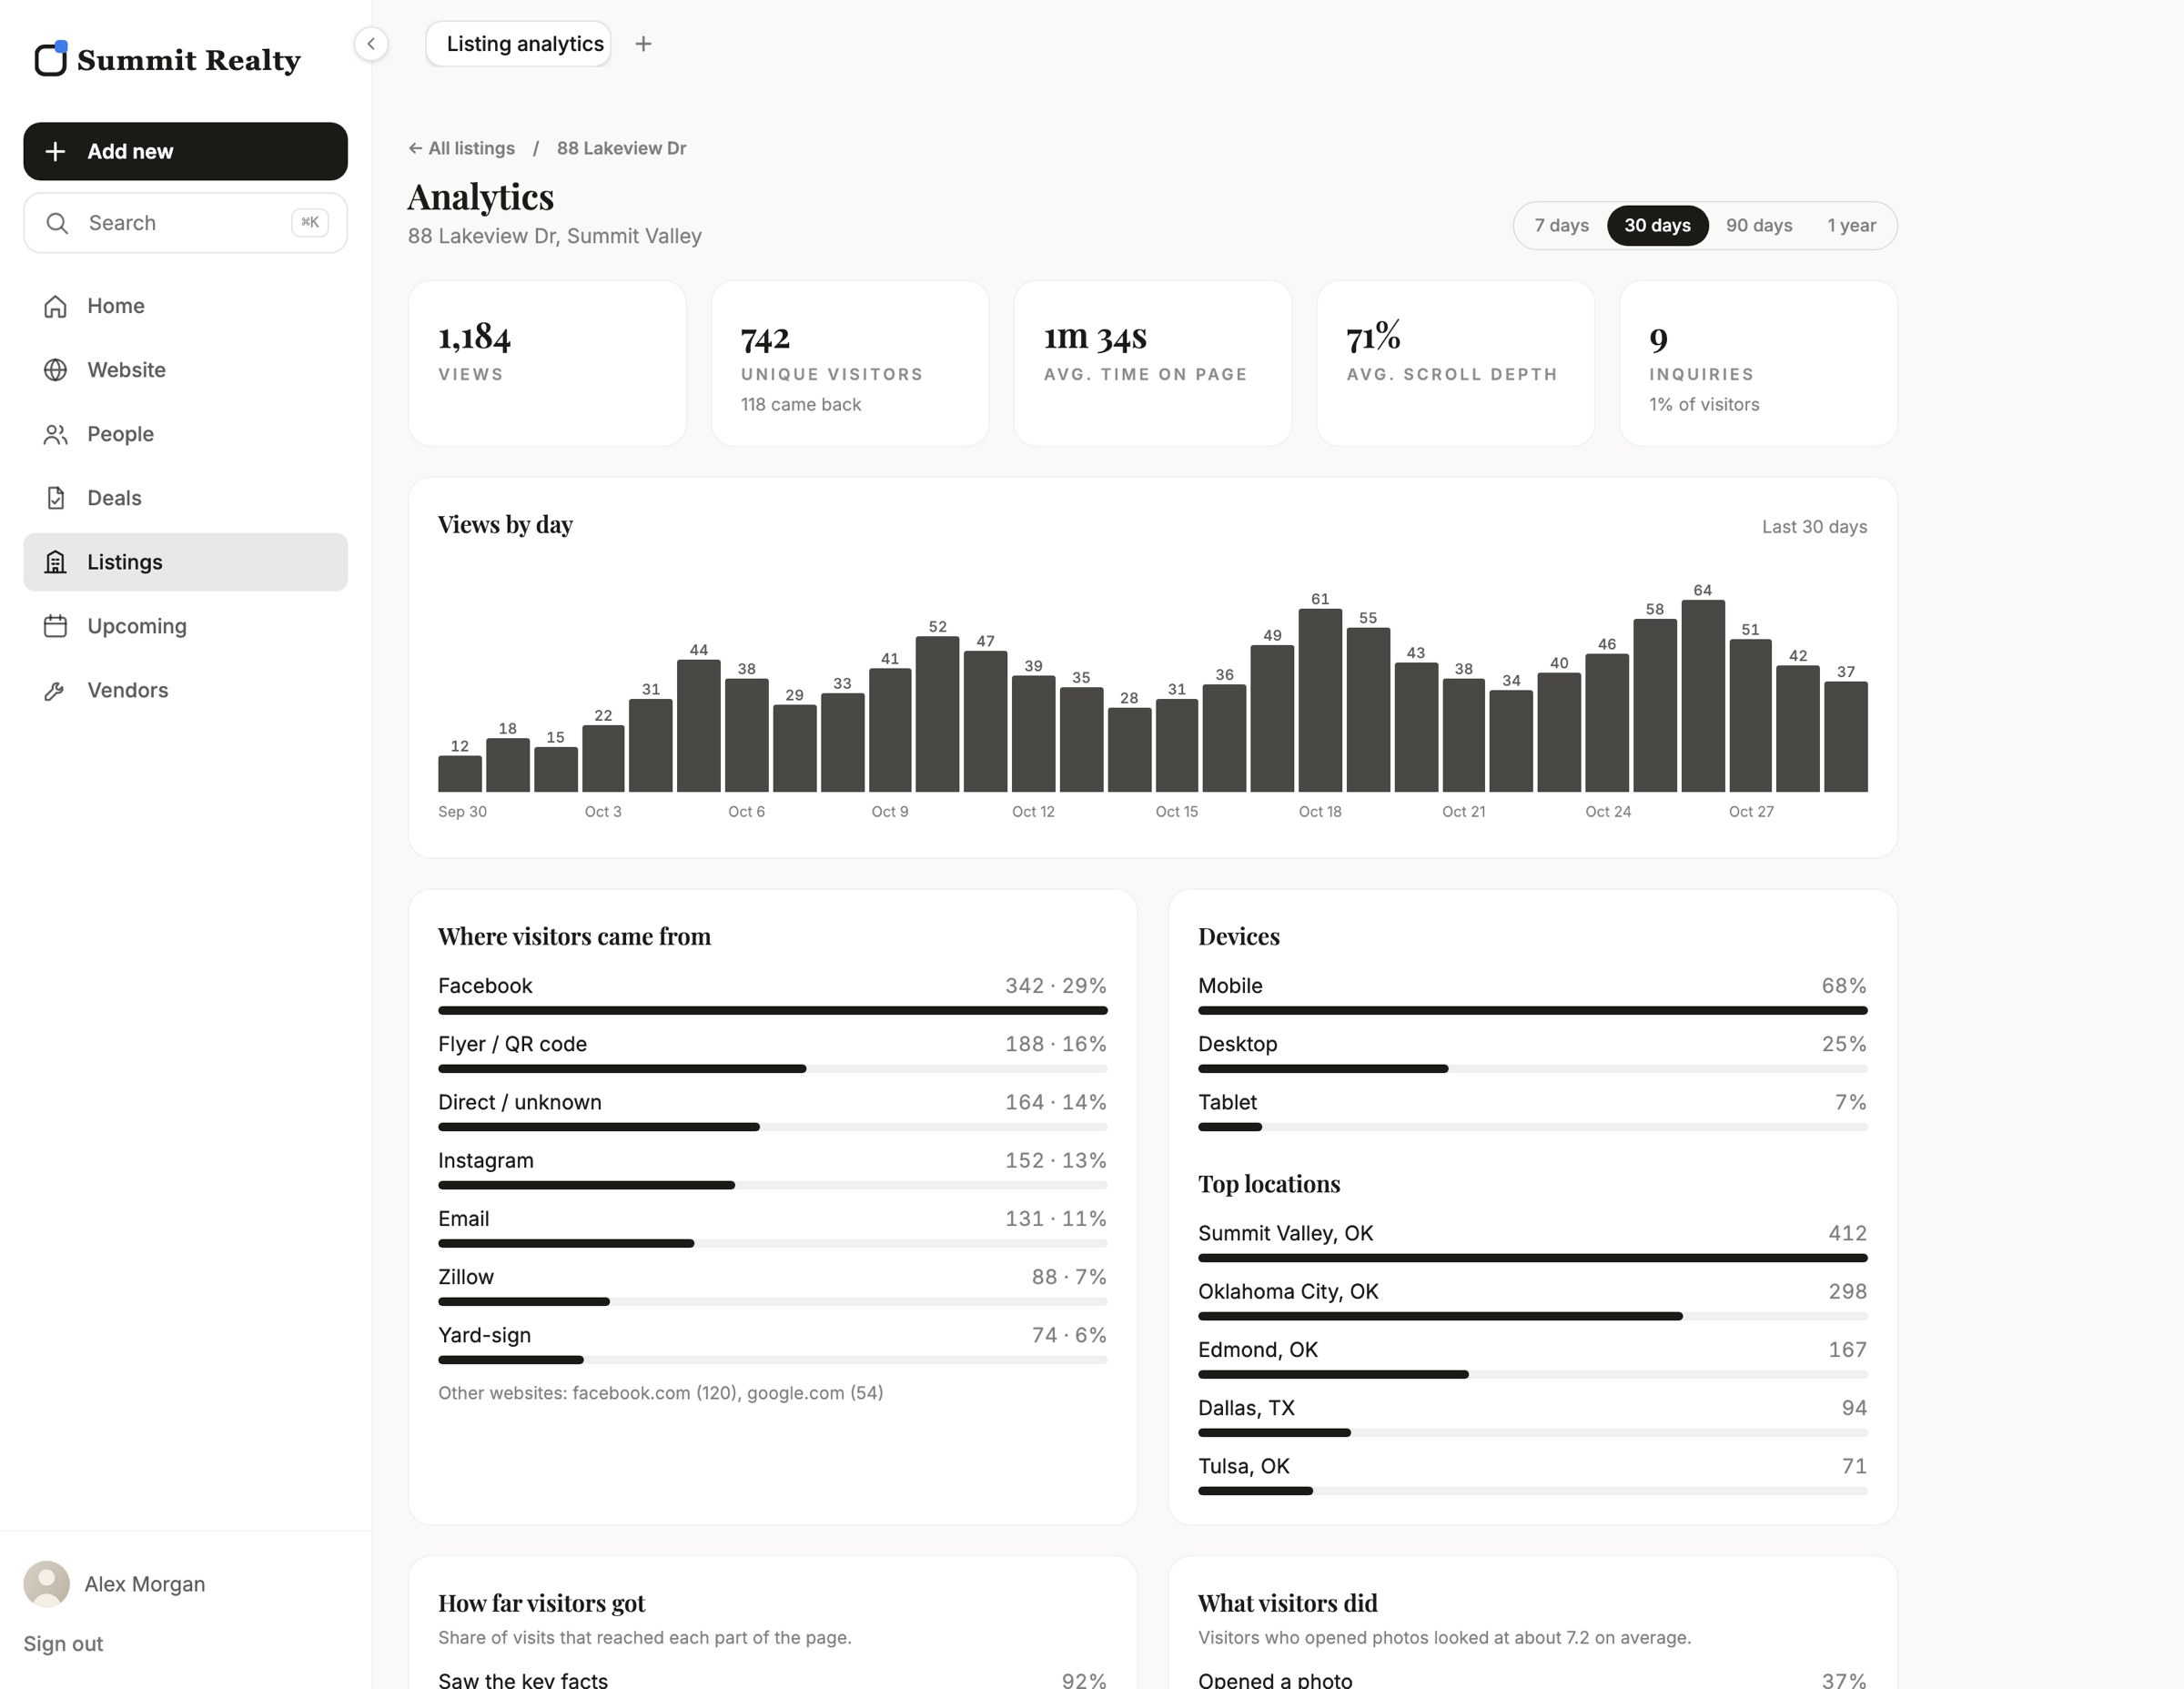 Summit Realty
Add new
Search ⌘K
Home
Website
People
Deals
Listings
Upcoming
Vendors
Alex Morgan
Sign out
Listing analytics
← All listings / 88 Lakeview Dr
Analytics
88 Lakeview Dr, Summit Valley
7 days 30 days 90 days 1 year
1,184
VIEWS
742
UNIQUE VISITORS
118 came back
1m 34s
AVG. TIME ON PAGE
71%
AVG. SCROLL DEPTH
9
INQUIRIES
1% of visitors
Views by day
Last 30 days
12 18 15 22 31 44 38 29 33 41 52 47 39 35 28 31 36 49 61 55 43 38 34 40 46 58 64 51 42 37
Sep 30 Oct 3 Oct 6 Oct 9 Oct 12 Oct 15 Oct 18 Oct 21 Oct 24 Oct 27
Where visitors came from
Facebook 342 · 29%
Flyer / QR code 188 · 16%
Direct / unknown 164 · 14%
Instagram 152 · 13%
Email 131 · 11%
Zillow 88 · 7%
Yard-sign 74 · 6%
Other websites: facebook.com (120), google.com (54)
Devices
Mobile 68%
Desktop 25%
Tablet 7%
Top locations
Summit Valley, OK 412
Oklahoma City, OK 298
Edmond, OK 167
Dallas, TX 94
Tulsa, OK 71
How far visitors got
Share of visits that reached each part of the page.
Saw the key facts 92%
What visitors did
Visitors who opened photos looked at about 7.2 on average.
Opened a photo 37%